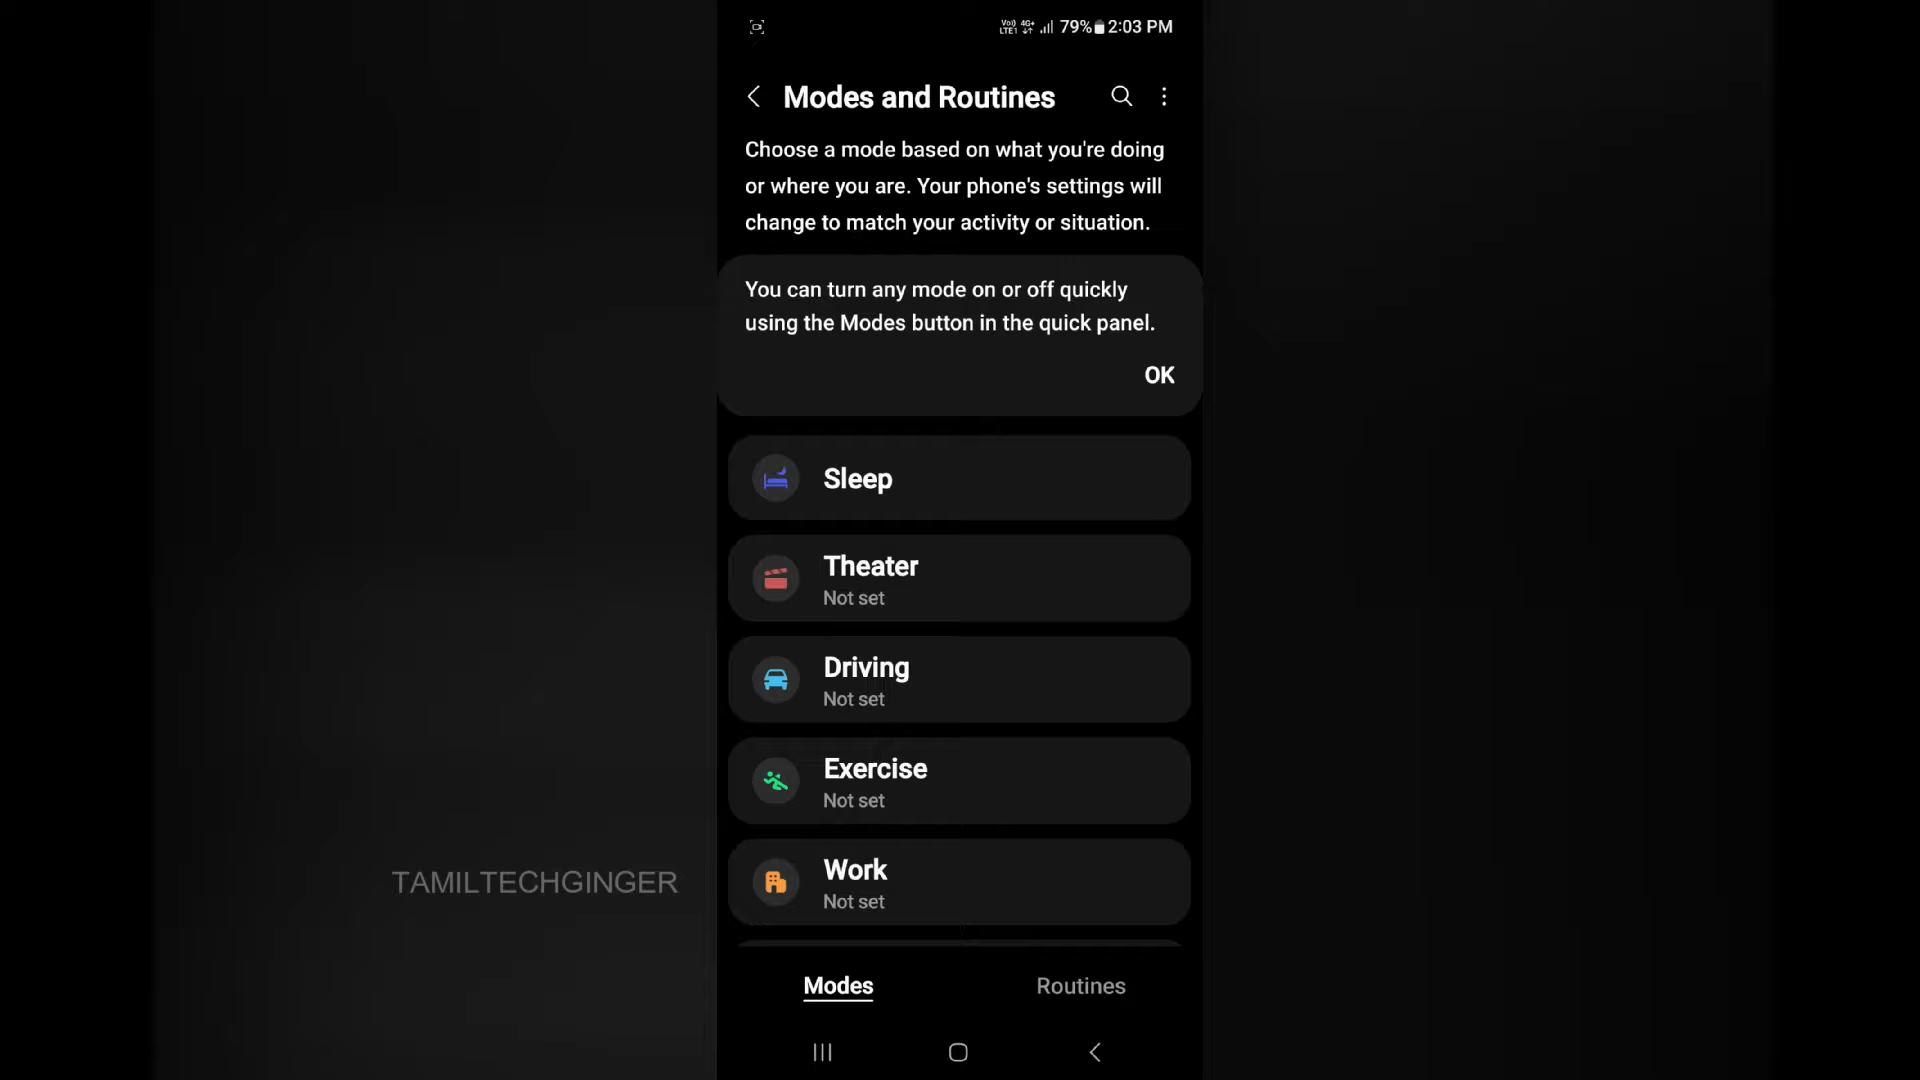 VoLTE1 4G+ 79% 2:03 PM
Modes and Routines
Choose a mode based on what you're doing
or where you are. Your phone's settings will
change to match your activity or situation.
You can turn any mode on or off quickly
using the Modes button in the quick panel.
OK
Sleep
Theater
Not set
Driving
Not set
Exercise
Not set
Work
Not set
TAMILTECHGINGER
Modes Routines